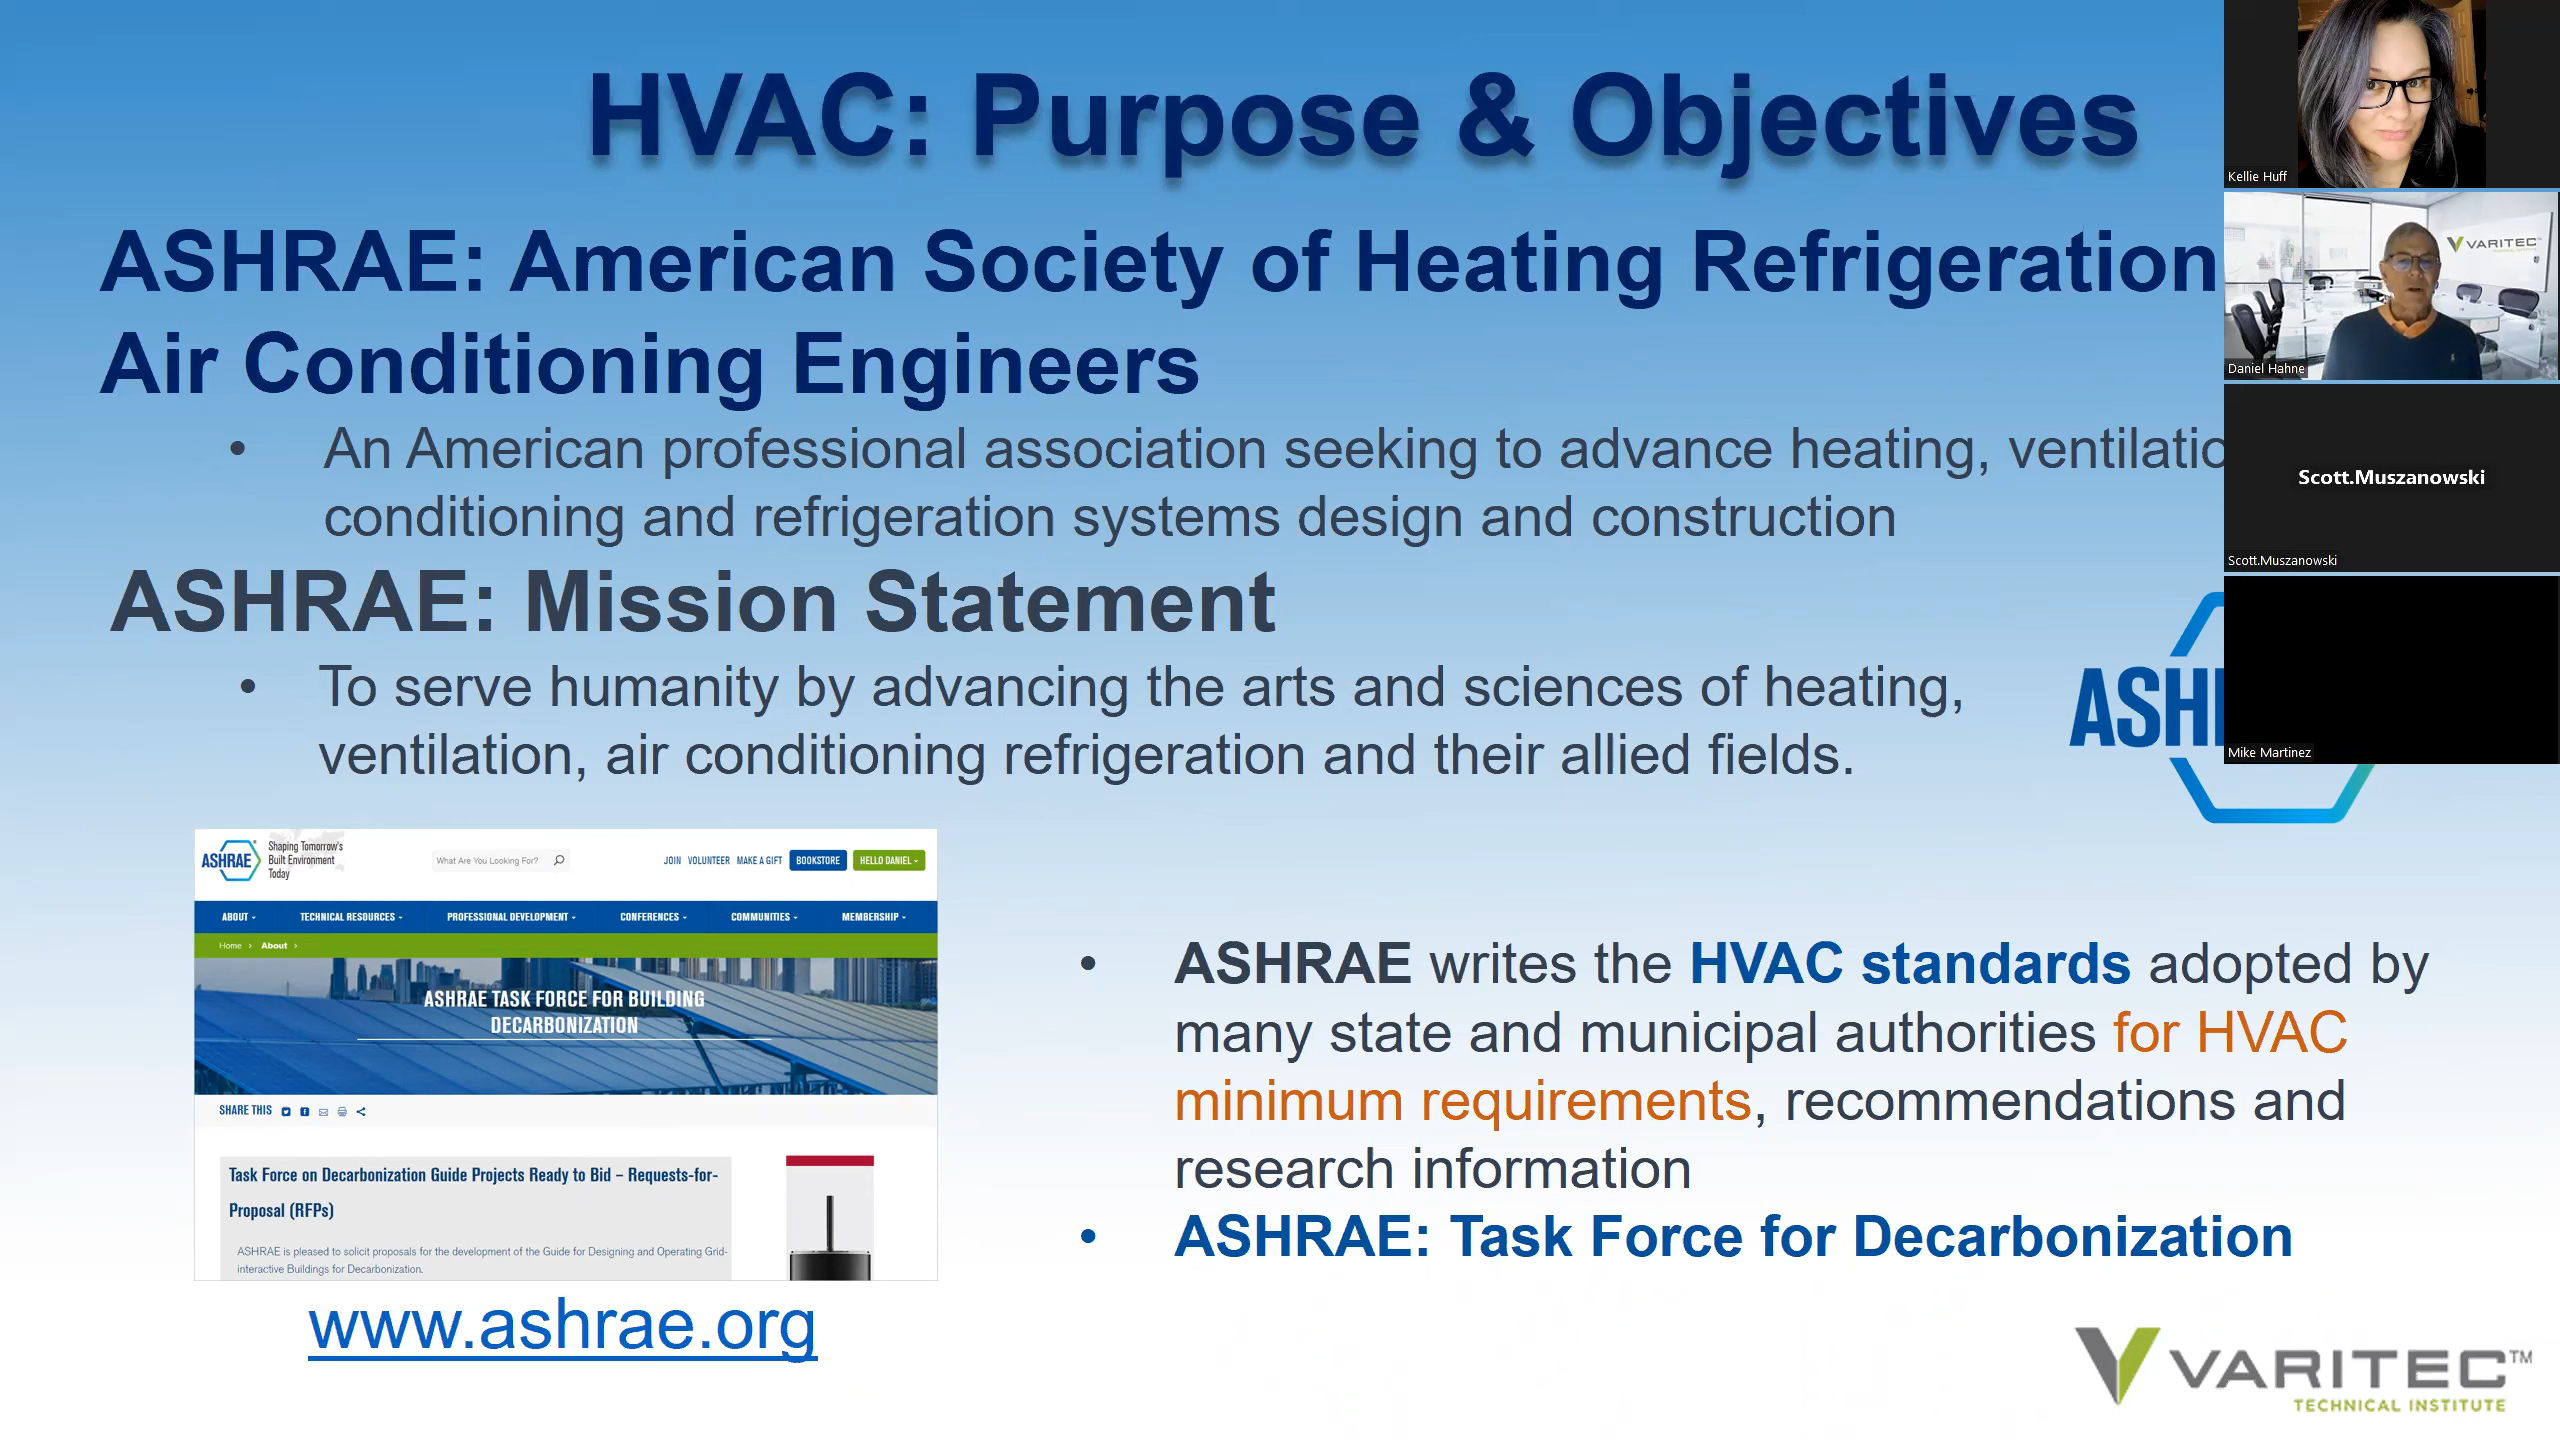 HVAC: Purpose & Objectives
ASHRAE: American Society of Heating Refrigeration
Air Conditioning Engineers
• An American professional association seeking to advance heating,
conditioning and refrigeration systems design and construction
ASHRAE: Mission Statement
• To serve humanity by advancing the arts and sciences of heating,
ventilation, air conditioning refrigeration and their allied fields.
ASHRAE
Shaping Tomorrow's
Built Environment
Today
What Are You Looking For?
JOIN VOLUNTEER MAKE A GIFT BOOKSTORE HELLO DANIEL
ABOUT TECHNICAL RESOURCES PROFESSIONAL DEVELOPMENT CONFERENCES COMMUNITIES MEMBERSHIP
Home > About >
ASHRAE TASK FORCE FOR BUILDING
DECARBONIZATION
SHARE THIS
Task Force on Decarbonization Guide Projects Ready to Bid – Requests-for-
Proposal (RFPs)
ASHRAE is pleased to solicit proposals for the development of the Guide for Designing and Operating Grid-
interactive Buildings for Decarbonization.
www.ashrae.org
• ASHRAE writes the HVAC standards adopted by
many state and municipal authorities for HVAC
minimum requirements, recommendations and
research information
• ASHRAE: Task Force for Decarbonization
VARITEC™
TECHNICAL INSTITUTE
Kellie Huff
VARITEC
Daniel Hahne
Scott.Muszanowski
Scott.Muszanowski
Mike Martinez